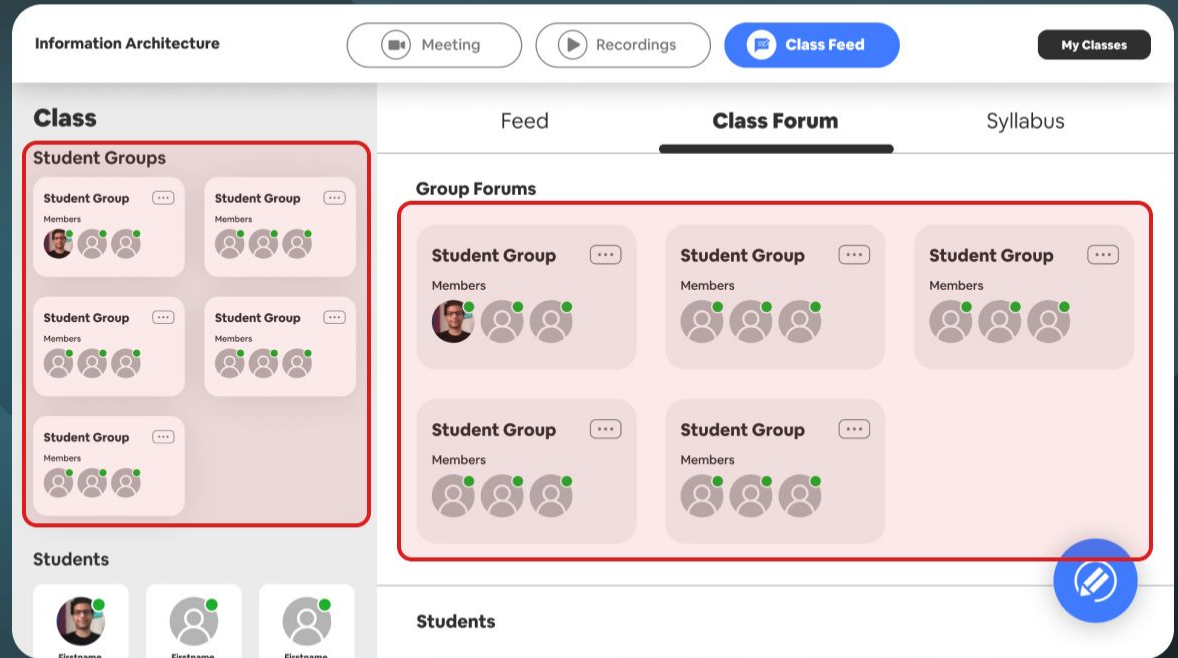 Information Architecture
Meeting
Recordings
Class Feed
My Classes
Class
Student Groups
Student Group
Members
Student Group
Members
Student Group
Members
Student Group
Members
Student Group
Members
Students
Firstname
Firstname
Firstname
Feed
Class Forum
Syllabus
Group Forums
Student Group
Members
Student Group
Members
Student Group
Members
Student Group
Members
Student Group
Members
Students